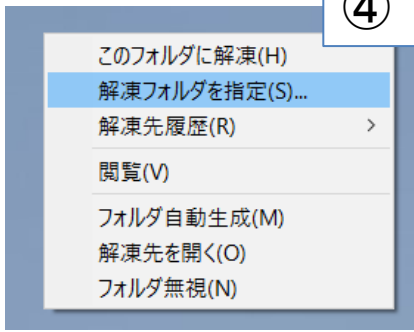 ④
このフォルダに解凍(H)
解凍フォルダを指定(S)...
解凍先履歴(R) >
閲覧(V)
フォルダ自動生成(M)
解凍先を開く(O)
フォルダ無視(N)